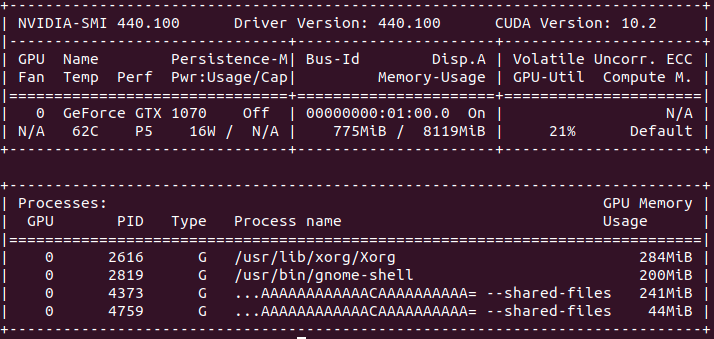 +-----------------------------------------------------------------------------+
| NVIDIA-SMI 440.100      Driver Version: 440.100      CUDA Version: 10.2     |
|-------------------------------+----------------------+----------------------+
| GPU  Name        Persistence-M| Bus-Id        Disp.A | Volatile Uncorr. ECC |
| Fan  Temp  Perf  Pwr:Usage/Cap|         Memory-Usage | GPU-Util  Compute M. |
|===============================+======================+======================|
|   0  GeForce GTX 1070    Off  | 00000000:01:00.0  On |                  N/A |
| N/A   62C    P5    16W /  N/A |    775MiB /  8119MiB |     21%      Default |
+-------------------------------+----------------------+----------------------+

+-----------------------------------------------------------------------------+
| Processes:                                                       GPU Memory |
|  GPU       PID   Type   Process name                             Usage      |
|=============================================================================|
|    0      2616      G   /usr/lib/xorg/Xorg                           284MiB |
|    0      2819      G   /usr/bin/gnome-shell                         200MiB |
|    0      4373      G   ...AAAAAAAAAAAACAAAAAAAAAA= --shared-files   241MiB |
|    0      4759      G   ...AAAAAAAAAAAACAAAAAAAAAA= --shared-files    44MiB |
+-----------------------------------------------------------------------------+